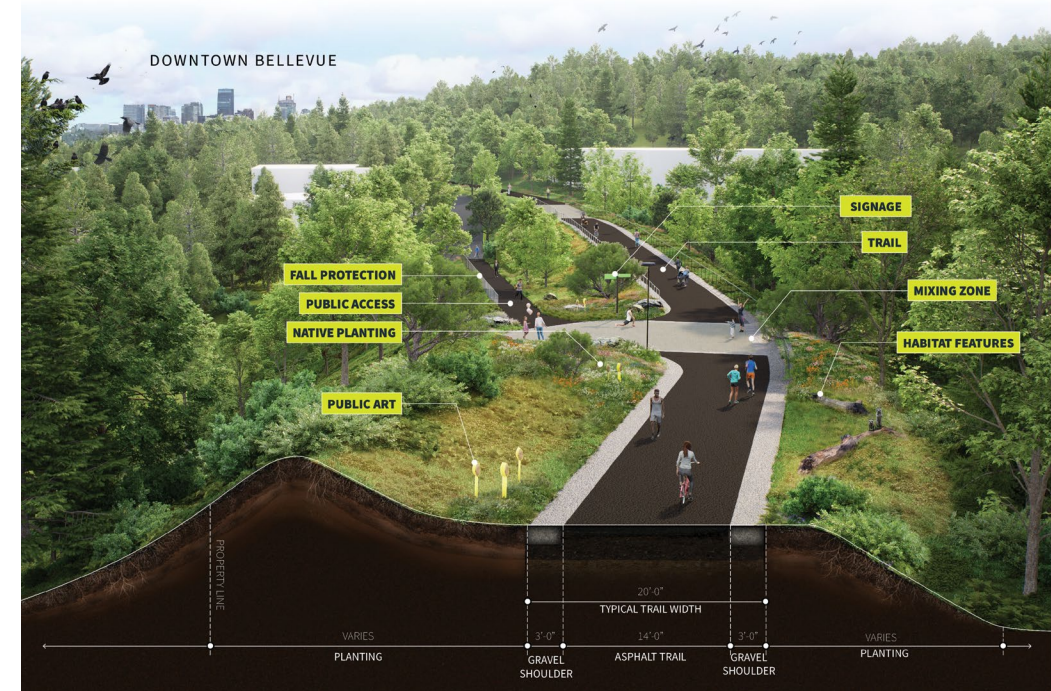 DOWNTOWN BELLEVUE
SIGNAGE
TRAIL
FALL PROTECTION
MIXING ZONE
PUBLIC ACCESS
NATIVE PLANTING
HABITAT FEATURES
PUBLIC ART
PROPERTY LINE
20'-0"
TYPICAL TRAIL WIDTH
VARIES
3'-0"
14'-0"
3'-0"
VARIES
PLANTING
GRAVEL
SHOULDER
ASPHALT TRAIL
GRAVEL
SHOULDER
PLANTING